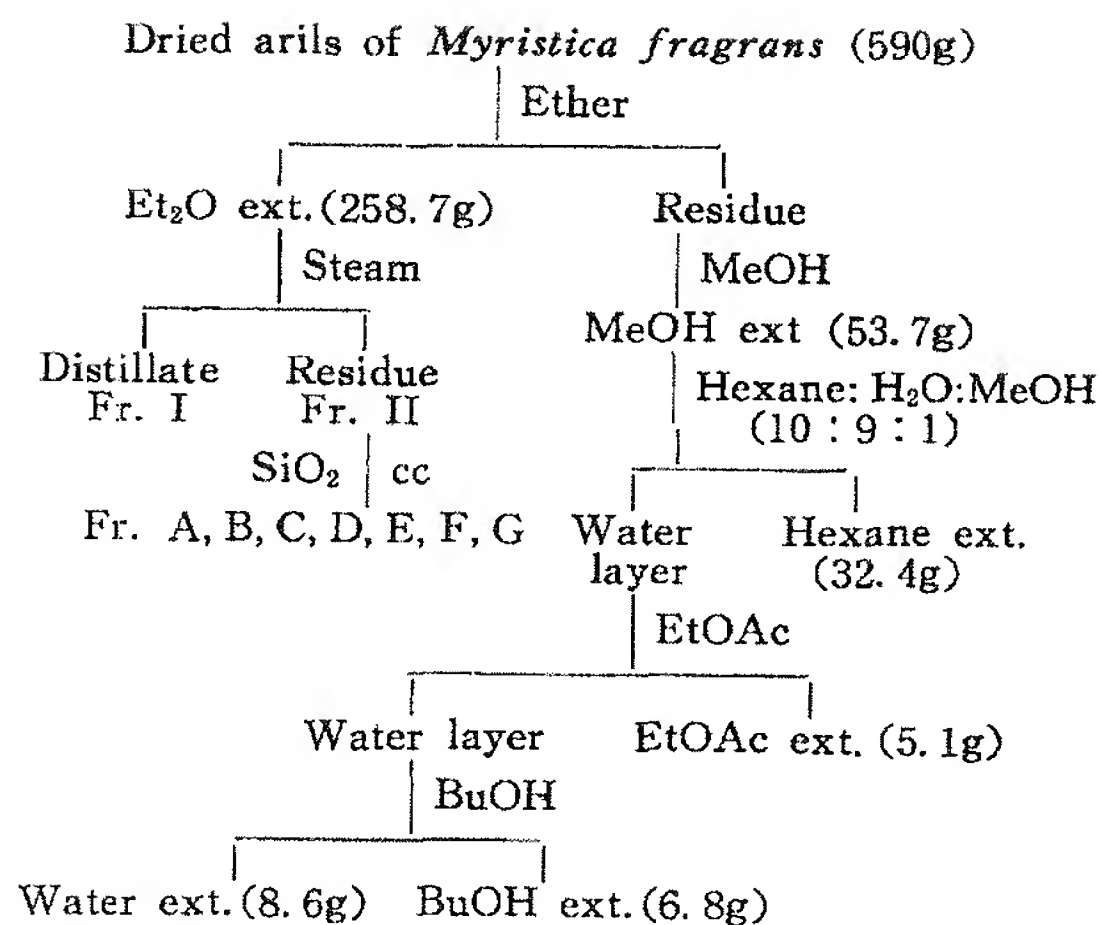 Dried arils of Myristica fragrans (590g)
Ether
Et₂O ext. (258.7g) Residue
Steam MeOH
MeOH ext (53.7g)
Distillate Residue Hexane: H₂O:MeOH
Fr. I Fr. II (10 : 9 : 1)
SiO₂ cc
Fr. A, B, C, D, E, F, G Water Hexane ext.
layer (32.4g)
EtOAc
Water layer EtOAc ext. (5.1g)
BuOH
Water ext. (8.6g) BuOH ext. (6.8g)